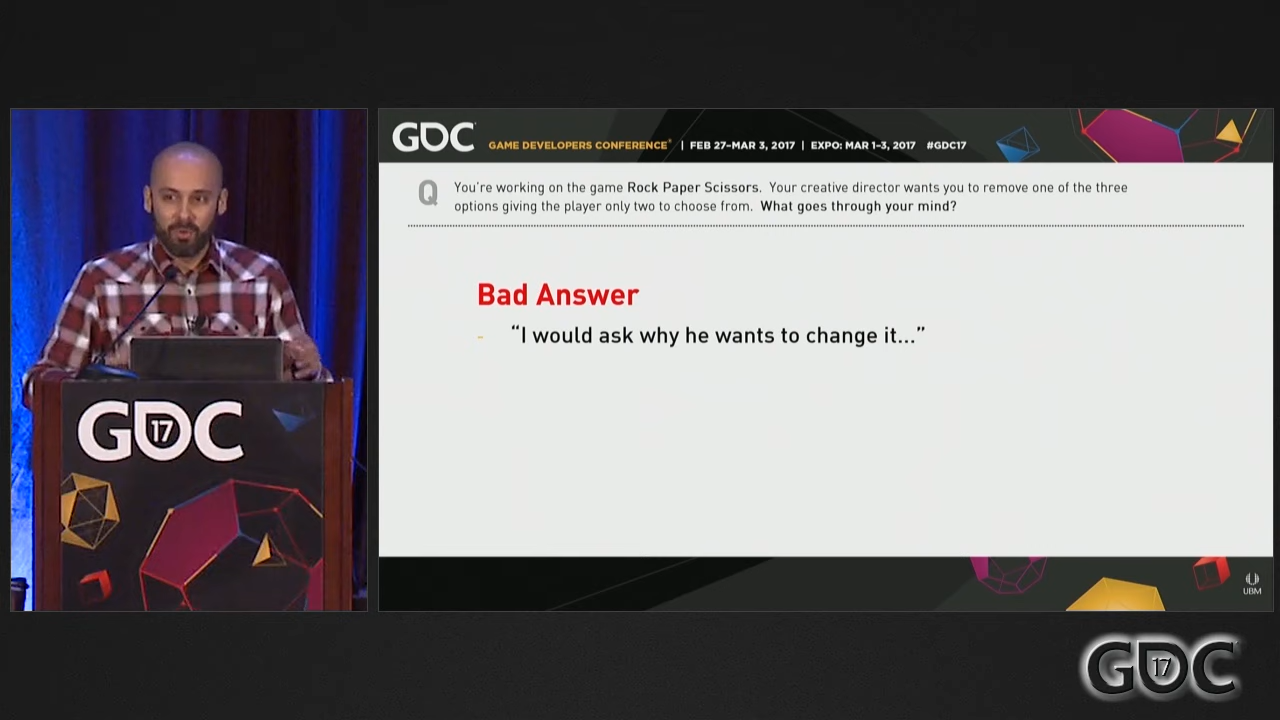 GDC
GAME DEVELOPERS CONFERENCE® | FEB 27–MAR 3, 2017 | EXPO: MAR 1–3, 2017 #GDC17
Q
You're working on the game Rock Paper Scissors. Your creative director wants you to remove one of the three
options giving the player only two to choose from. What goes through your mind?
Bad Answer
- “I would ask why he wants to change it...”
GDC
17
UBM
GDC
17